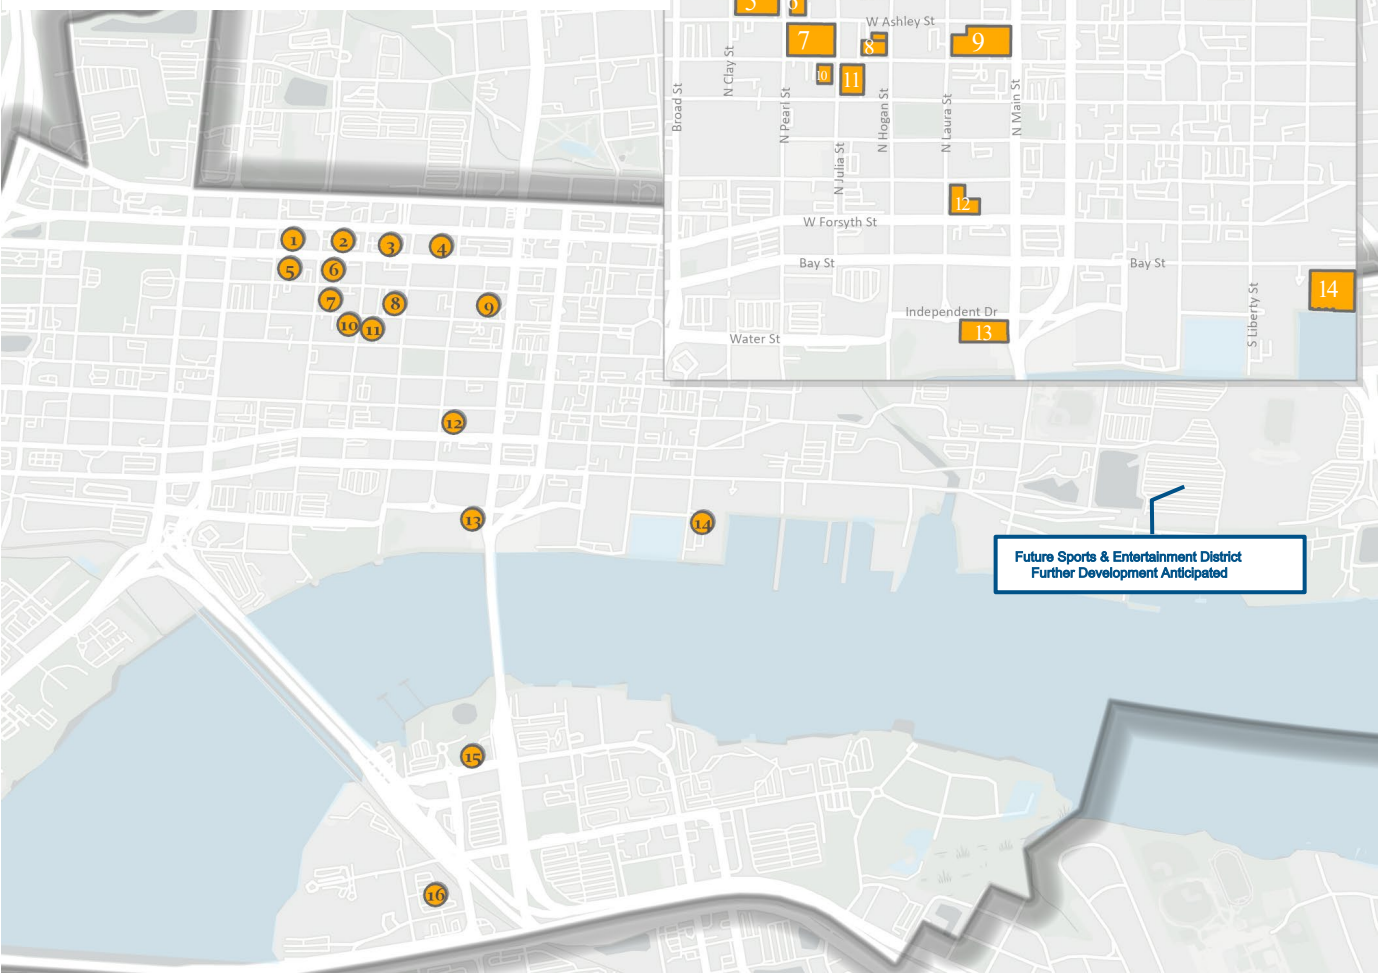 5
6
W Ashley St
7
8
9
10
11
N Clay St
Broad St
N Pearl St
N Julia St
N Hogan St
N Laura St
N Main St
12
W Forsyth St
Bay St
Bay St
14
Independent Dr
13
Water St
S Liberty St
1
2
3
4
5
6
7
8
9
10
11
12
13
14
Future Sports & Entertainment District
Further Development Anticipated
15
16